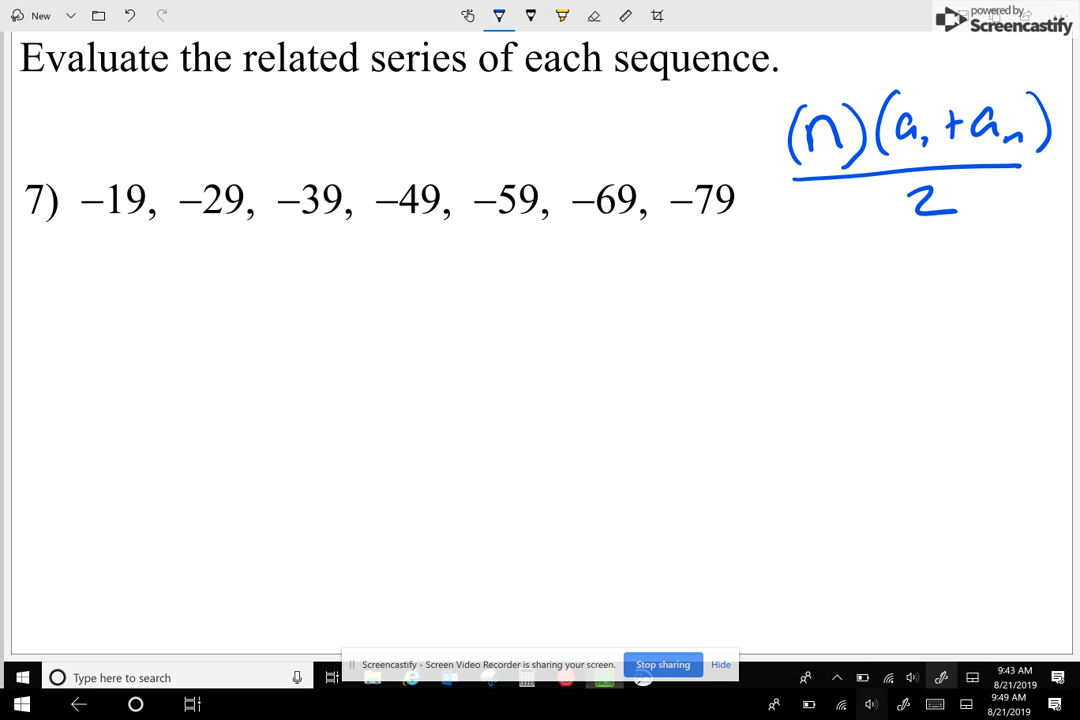 New
powered by
Screencastify
Evaluate the related series of each sequence.
(n)(a₁ + aₙ)
2
7) –19, –29, –39, –49, –59, –69, –79
Screencastify - Screen Video Recorder is sharing your screen.
Stop sharing
Hide
Type here to search
9:43 AM
8/21/2019
9:49 AM
8/21/2019